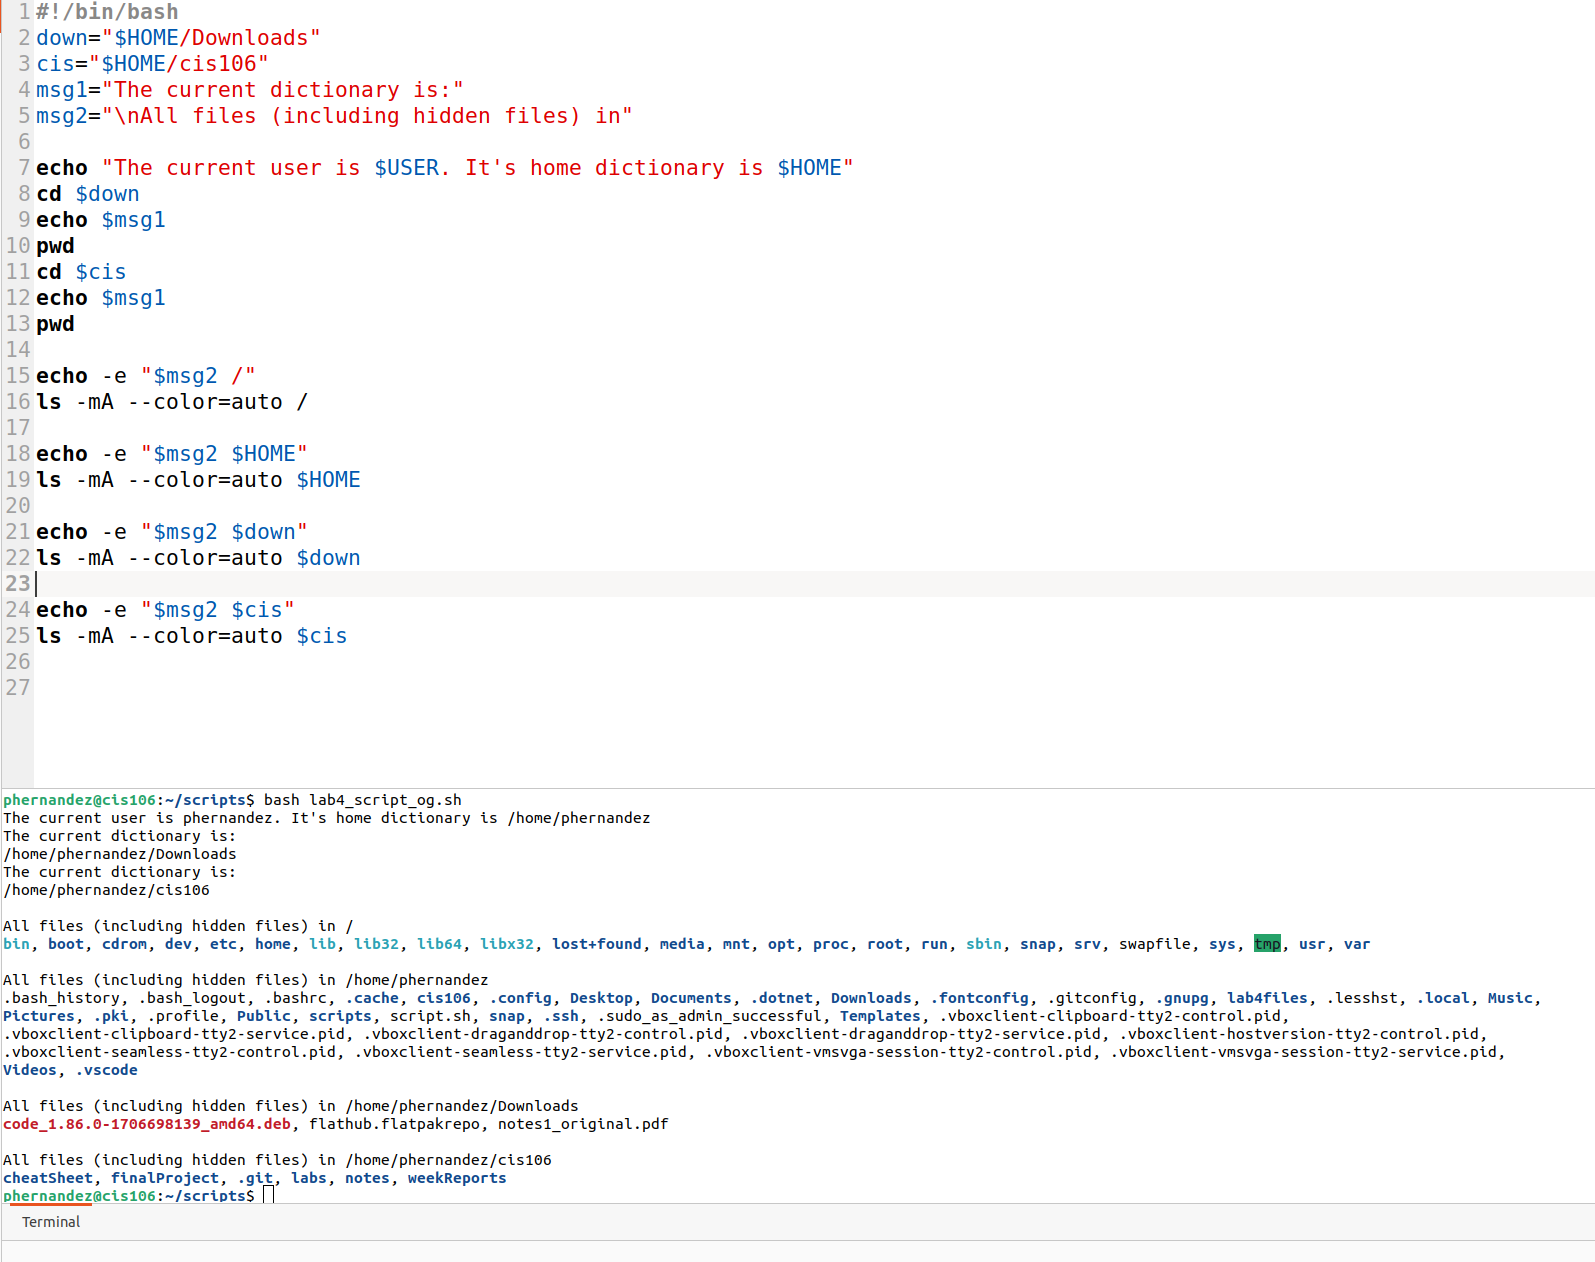 1 #!/bin/bash
2 down="$HOME/Downloads"
3 cis="$HOME/cis106"
4 msg1="The current dictionary is:"
5 msg2="\nAll files (including hidden files) in"
6
7 echo "The current user is $USER. It's home dictionary is $HOME"
8 cd $down
9 echo $msg1
10 pwd
11 cd $cis
12 echo $msg1
13 pwd
14
15 echo -e "$msg2 /"
16 ls -mA --color=auto /
17
18 echo -e "$msg2 $HOME"
19 ls -mA --color=auto $HOME
20
21 echo -e "$msg2 $down"
22 ls -mA --color=auto $down
23
24 echo -e "$msg2 $cis"
25 ls -mA --color=auto $cis
26
27
phernandez@cis106:~/scripts$ bash lab4_script_og.sh
The current user is phernandez. It's home dictionary is /home/phernandez
The current dictionary is:
/home/phernandez/Downloads
The current dictionary is:
/home/phernandez/cis106
All files (including hidden files) in /
bin, boot, cdrom, dev, etc, home, lib, lib32, lib64, libx32, lost+found, media, mnt, opt, proc, root, run, sbin, snap, srv, swapfile, sys, tmp, usr, var
All files (including hidden files) in /home/phernandez
.bash_history, .bash_logout, .bashrc, .cache, cis106, .config, Desktop, Documents, .dotnet, Downloads, .fontconfig, .gitconfig, .gnupg, lab4files, .lesshst, .local, Music,
Pictures, .pki, .profile, Public, scripts, script.sh, snap, .ssh, .sudo_as_admin_successful, Templates, .vboxclient-clipboard-tty2-control.pid,
.vboxclient-clipboard-tty2-service.pid, .vboxclient-draganddrop-tty2-control.pid, .vboxclient-draganddrop-tty2-service.pid, .vboxclient-hostversion-tty2-control.pid,
.vboxclient-seamless-tty2-control.pid, .vboxclient-seamless-tty2-service.pid, .vboxclient-vmsvga-session-tty2-control.pid, .vboxclient-vmsvga-session-tty2-service.pid,
Videos, .vscode
All files (including hidden files) in /home/phernandez/Downloads
code_1.86.0-1706698139_amd64.deb, flathub.flatpakrepo, notes1_original.pdf
All files (including hidden files) in /home/phernandez/cis106
cheatSheet, finalProject, .git, labs, notes, weekReports
phernandez@cis106:~/scripts$
Terminal